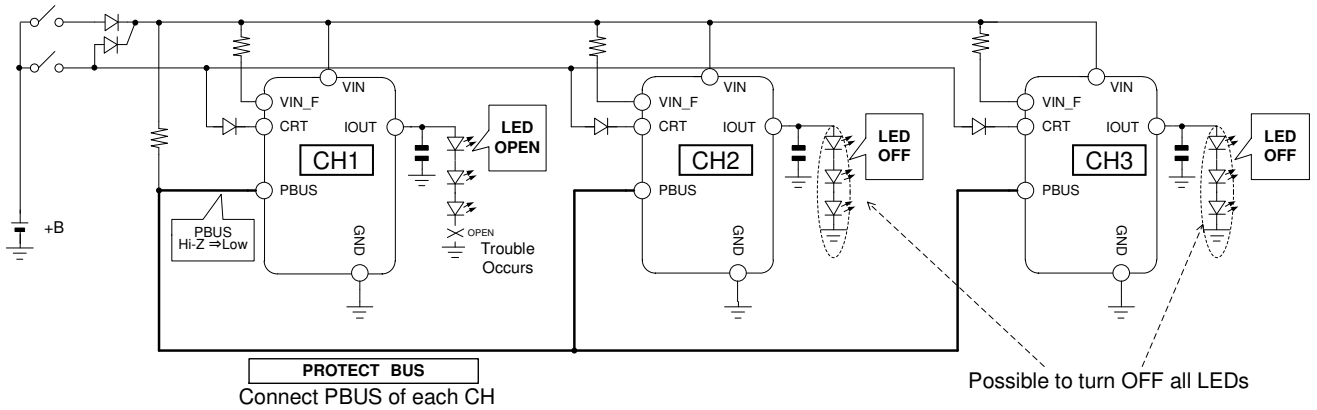 VIN
VIN_F
CRT
IOUT
CH1
PBUS
GND
LED
OPEN
OPEN
Trouble
Occurs
PBUS
Hi-Z ⇒Low
+B
VIN
VIN_F
CRT
IOUT
CH2
PBUS
GND
LED
OFF
VIN
VIN_F
CRT
IOUT
CH3
PBUS
GND
LED
OFF
PROTECT BUS
Connect PBUS of each CH
Possible to turn OFF all LEDs